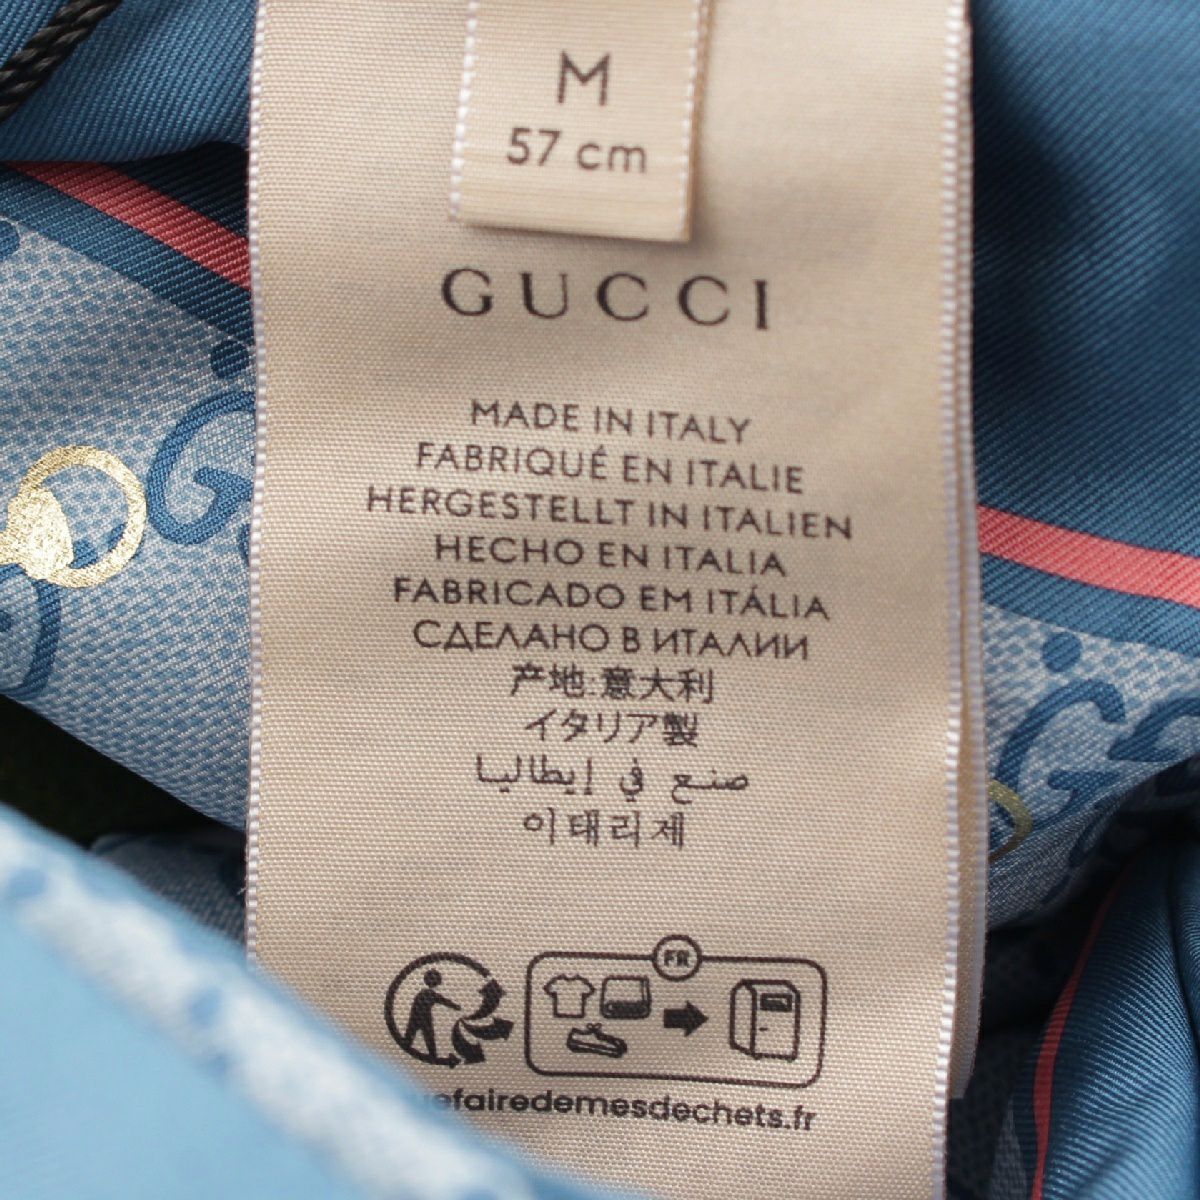 M
57 cm
GUCCI
MADE IN ITALY
FABRIQUÉ EN ITALIE
HERGESTELLT IN ITALIEN
HECHO EN ITALIA
FABRICADO EM ITÁLIA
СДЕЛАНО В ИТАЛИИ
产地:意大利
イタリア製
صنع في إيطاليا
이태리제
FR
efairedemesdechets.fr